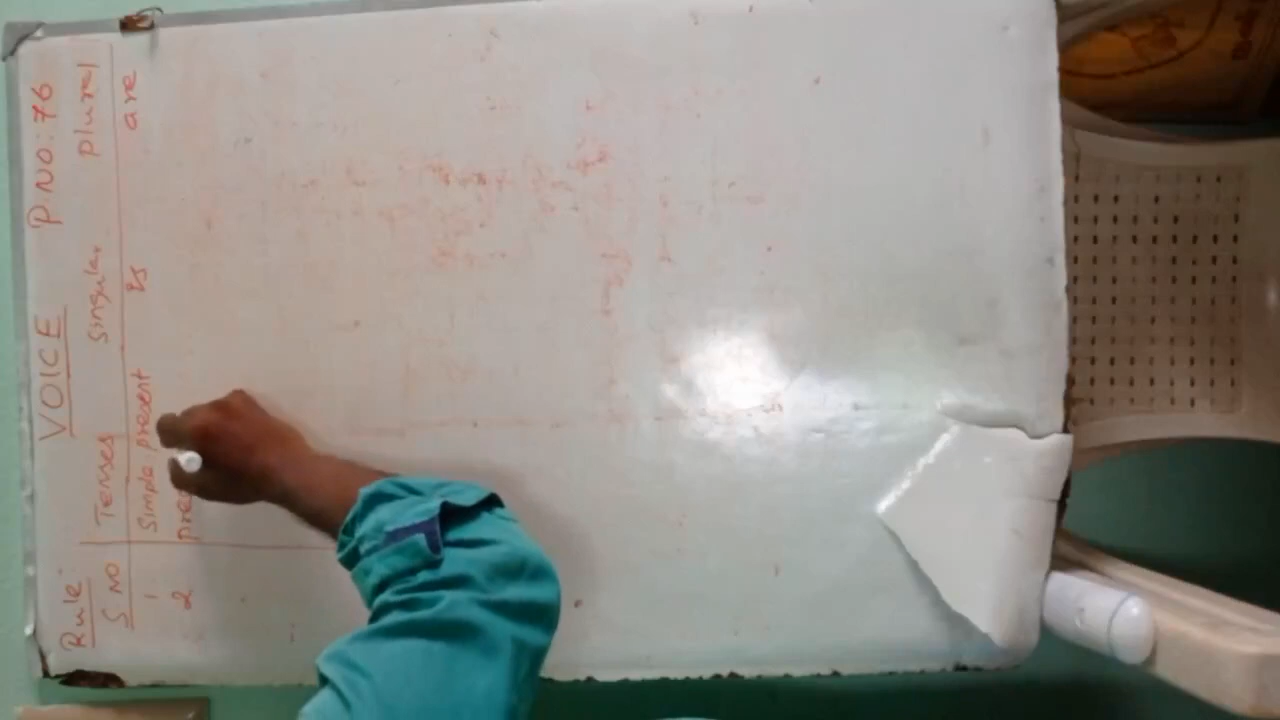 VOICE P.NO: 76
Rule
S NO Tenses singular plural
1 Simple present is are
2